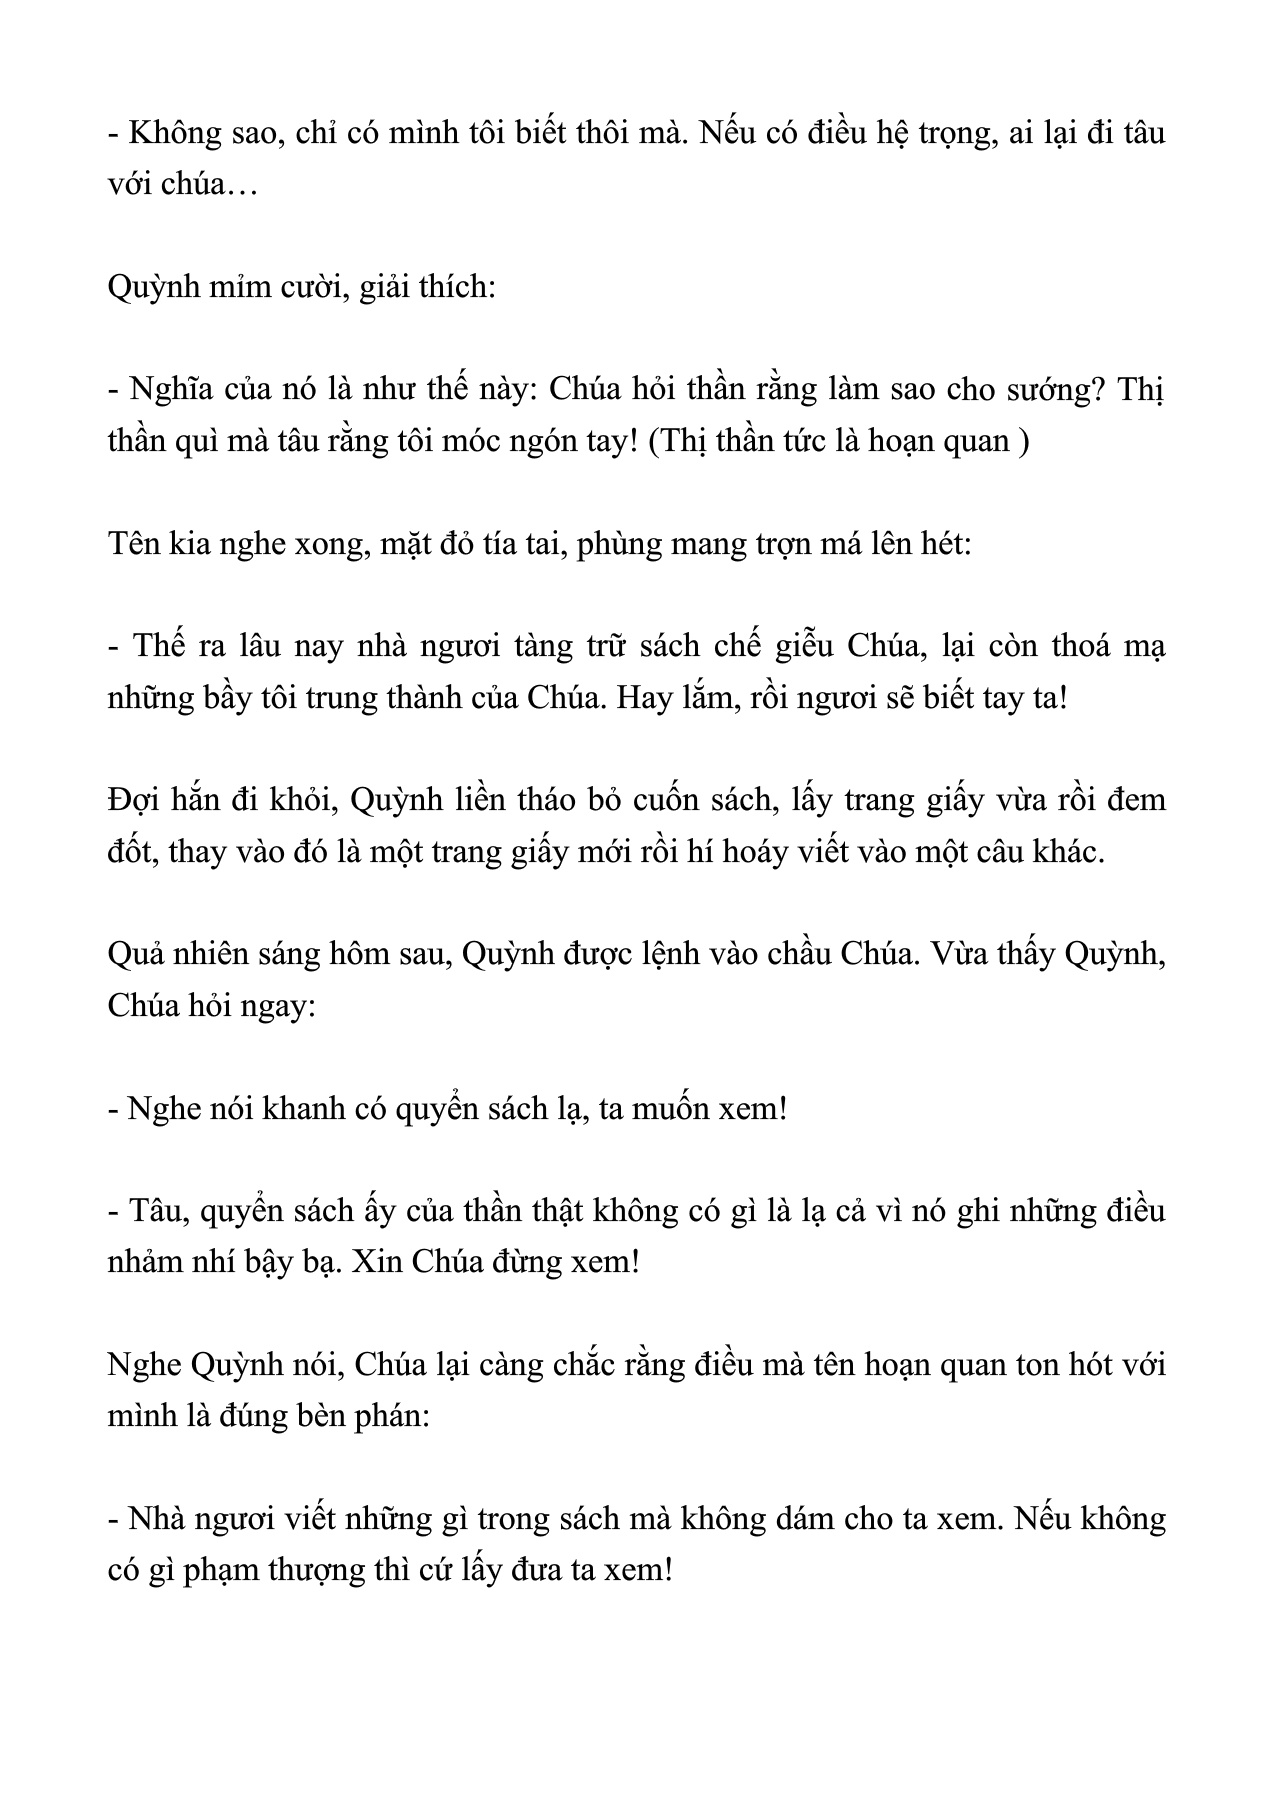 - Không sao, chỉ có mình tôi biết thôi mà. Nếu có điều hệ trọng, ai lại đi tâu
với chúa…
Quỳnh mỉm cười, giải thích:
- Nghĩa của nó là như thế này: Chúa hỏi thần rằng làm sao cho sướng? Thị
thần quì mà tâu rằng tôi móc ngón tay! (Thị thần tức là hoạn quan )
Tên kia nghe xong, mặt đỏ tía tai, phùng mang trợn má lên hét:
- Thế ra lâu nay nhà ngươi tàng trữ sách chế giễu Chúa, lại còn thoá mạ
những bầy tôi trung thành của Chúa. Hay lắm, rồi ngươi sẽ biết tay ta!
Đợi hắn đi khỏi, Quỳnh liền tháo bỏ cuốn sách, lấy trang giấy vừa rồi đem
đốt, thay vào đó là một trang giấy mới rồi hí hoáy viết vào một câu khác.
Quả nhiên sáng hôm sau, Quỳnh được lệnh vào chầu Chúa. Vừa thấy Quỳnh,
Chúa hỏi ngay:
- Nghe nói khanh có quyển sách lạ, ta muốn xem!
- Tâu, quyển sách ấy của thần thật không có gì là lạ cả vì nó ghi những điều
nhảm nhí bậy bạ. Xin Chúa đừng xem!
Nghe Quỳnh nói, Chúa lại càng chắc rằng điều mà tên hoạn quan ton hót với
mình là đúng bèn phán:
- Nhà ngươi viết những gì trong sách mà không dám cho ta xem. Nếu không
có gì phạm thượng thì cứ lấy đưa ta xem!